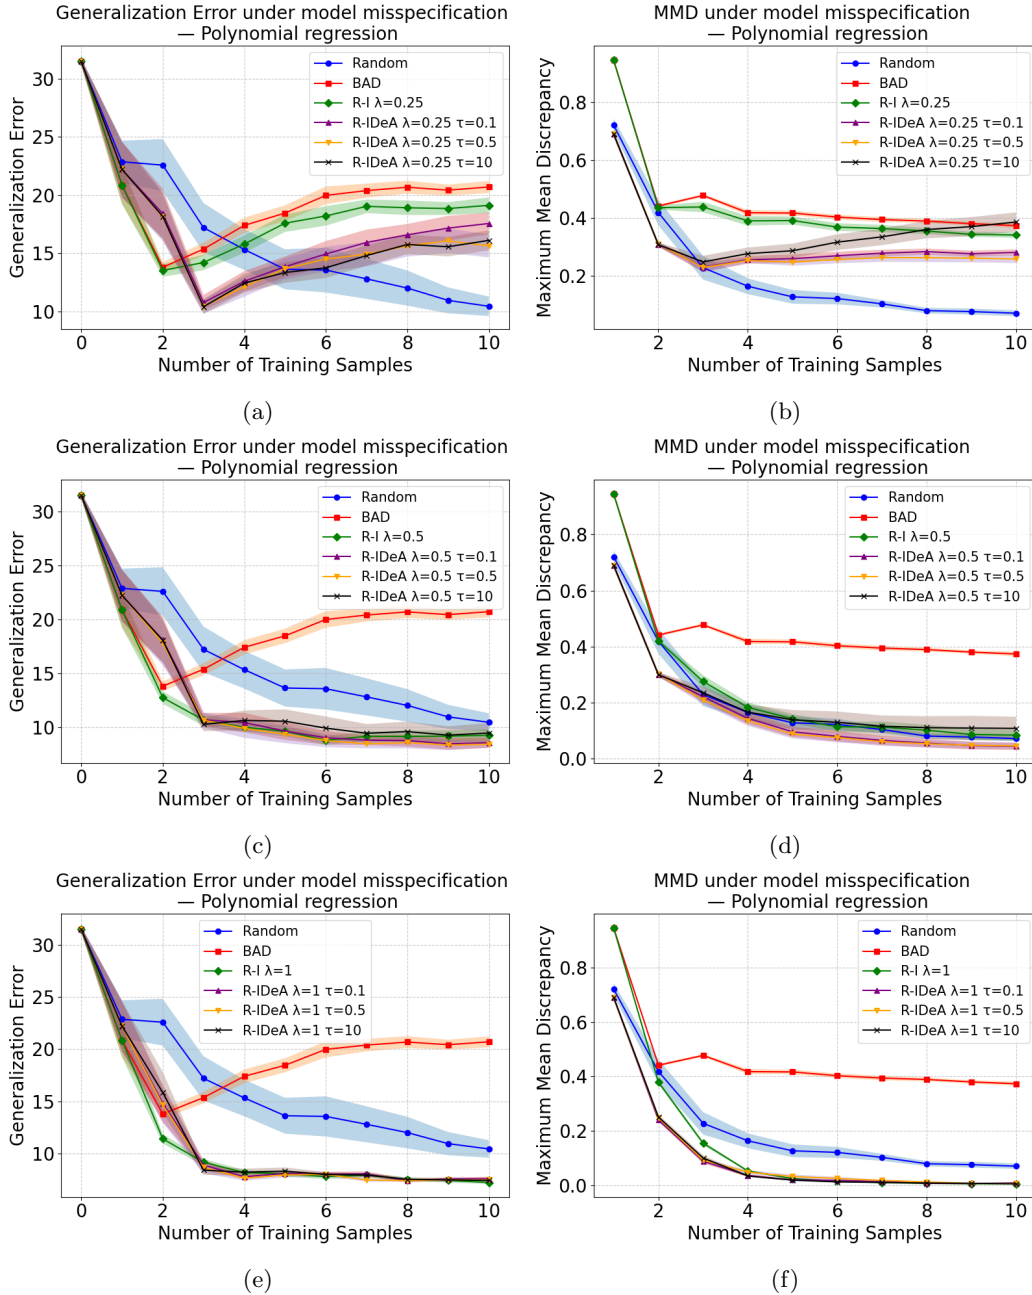 Generalization Error under model misspecification
— Polynomial regression
Generalization Error
30
25
20
15
10
0
2
4
6
8
10
Number of Training Samples
Random
BAD
R-I λ=0.25
R-IDeA λ=0.25 τ=0.1
R-IDeA λ=0.25 τ=0.5
R-IDeA λ=0.25 τ=10
(a)
MMD under model misspecification
— Polynomial regression
Maximum Mean Discrepancy
0.8
0.6
0.4
0.2
2
4
6
8
10
Number of Training Samples
Random
BAD
R-I λ=0.25
R-IDeA λ=0.25 τ=0.1
R-IDeA λ=0.25 τ=0.5
R-IDeA λ=0.25 τ=10
(b)
Generalization Error under model misspecification
— Polynomial regression
Generalization Error
30
25
20
15
10
0
2
4
6
8
10
Number of Training Samples
Random
BAD
R-I λ=0.5
R-IDeA λ=0.5 τ=0.1
R-IDeA λ=0.5 τ=0.5
R-IDeA λ=0.5 τ=10
(c)
MMD under model misspecification
— Polynomial regression
Maximum Mean Discrepancy
0.8
0.6
0.4
0.2
0.0
2
4
6
8
10
Number of Training Samples
Random
BAD
R-I λ=0.5
R-IDeA λ=0.5 τ=0.1
R-IDeA λ=0.5 τ=0.5
R-IDeA λ=0.5 τ=10
(d)
Generalization Error under model misspecification
— Polynomial regression
Generalization Error
30
25
20
15
10
0
2
4
6
8
10
Number of Training Samples
Random
BAD
R-I λ=1
R-IDeA λ=1 τ=0.1
R-IDeA λ=1 τ=0.5
R-IDeA λ=1 τ=10
(e)
MMD under model misspecification
— Polynomial regression
Maximum Mean Discrepancy
0.8
0.6
0.4
0.2
0.0
2
4
6
8
10
Number of Training Samples
Random
BAD
R-I λ=1
R-IDeA λ=1 τ=0.1
R-IDeA λ=1 τ=0.5
R-IDeA λ=1 τ=10
(f)